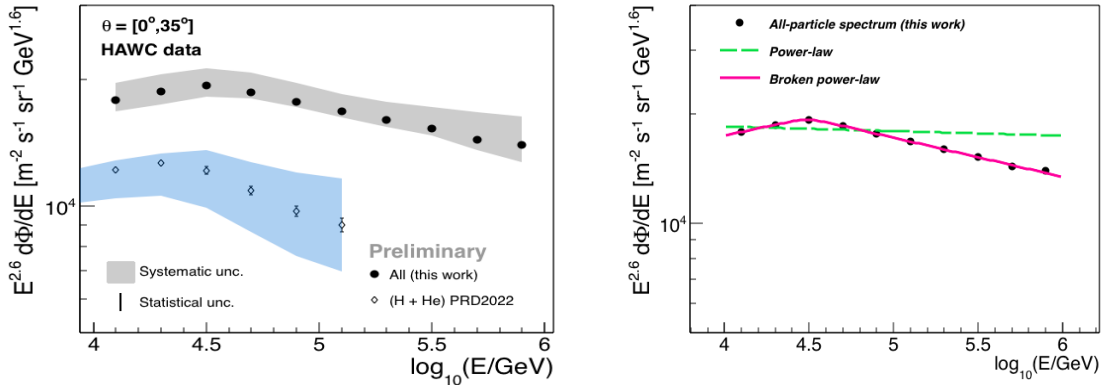 θ = [0°,35°]
HAWC data
E^2.6 dΦ/dE [m^-2 s^-1 sr^-1 GeV^1.6]
10^4
Preliminary
Systematic unc.
All (this work)
Statistical unc.
(H + He) PRD2022
4 4.5 5 5.5 6
log_10(E/GeV)
All-particle spectrum (this work)
Power-law
Broken power-law
E^2.6 dΦ/dE [m^-2 s^-1 sr^-1 GeV^1.6]
10^4
4 4.5 5 5.5 6
log_10(E/GeV)